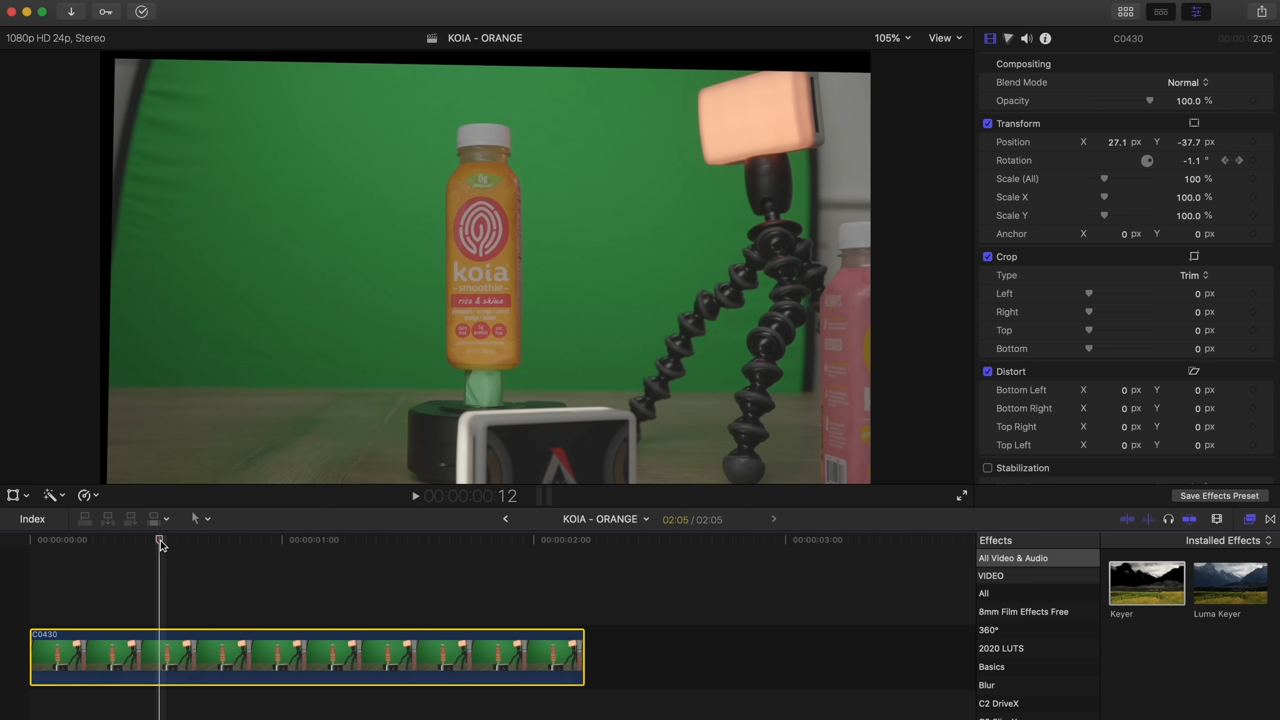 1080p HD 24p, Stereo
KOIA - ORANGE
105%
View
C0430
00:00:00 2:05
Compositing
Blend Mode Normal
Opacity 100.0 %
Transform
Position X 27.1 px Y -37.7 px
Rotation -1.1 °
Scale (All) 100 %
Scale X 100.0 %
Scale Y 100.0 %
Anchor X 0 px Y 0 px
Crop
Type Trim
Left 0 px
Right 0 px
Top 0 px
Bottom 0 px
Distort
Bottom Left X 0 px Y 0 px
Bottom Right X 0 px Y 0 px
Top Right X 0 px Y 0 px
Top Left X 0 px Y 0 px
Stabilization
Save Effects Preset
0g
koia
smoothie
rise & shine
00:00:00:12
Index
KOIA - ORANGE
02:05 / 02:05
00:00:00:00
00:00:01:00
00:00:02:00
00:00:03:00
C0430
Effects
Installed Effects
All Video & Audio
VIDEO
All
8mm Film Effects Free
360°
2020 LUTS
Basics
Blur
C2 DriveX
Keyer
Luma Keyer